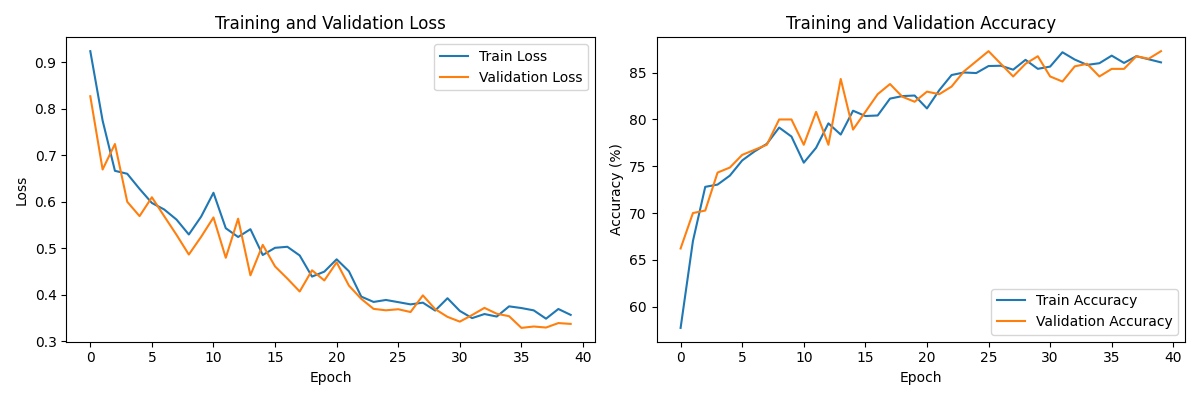 Training and Validation Loss
Train Loss
Validation Loss
Loss
0.9
0.8
0.7
0.6
0.5
0.4
0.3
0 5 10 15 20 25 30 35 40
Epoch
Training and Validation Accuracy
Accuracy (%)
85
80
75
70
65
60
Train Accuracy
Validation Accuracy
0 5 10 15 20 25 30 35 40
Epoch